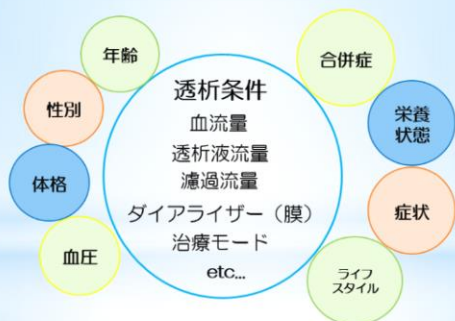 年齢
性別
体格
血圧
透析条件
血流量
透析液流量
濾過流量
ダイアライザー（膜）
治療モード
etc...
合併症
栄養
状態
症状
ライフ
スタイル